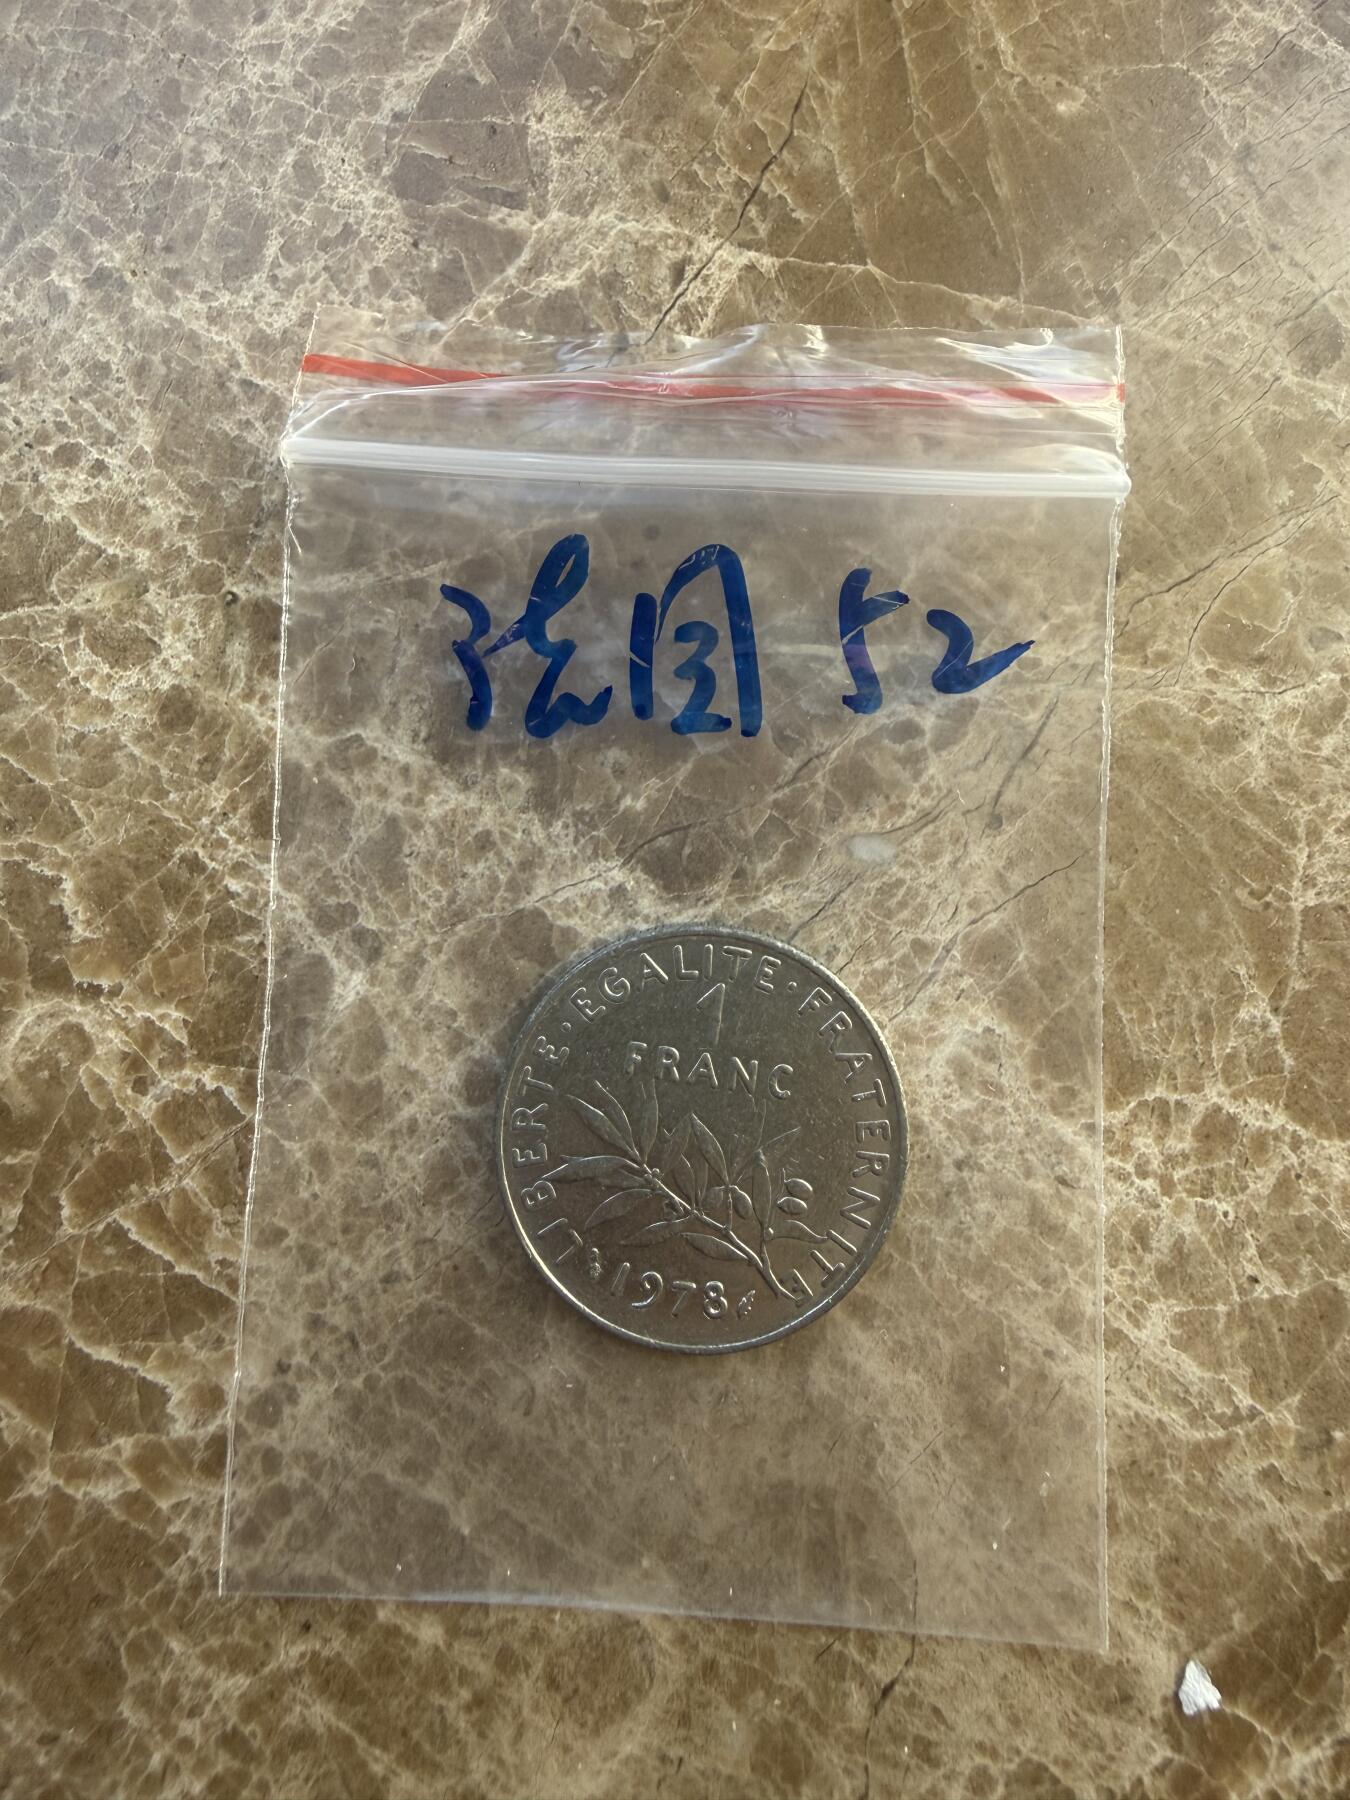 法国 52
LIBERTE · EGALITE · FRATERNITE
1
FRANC
1978